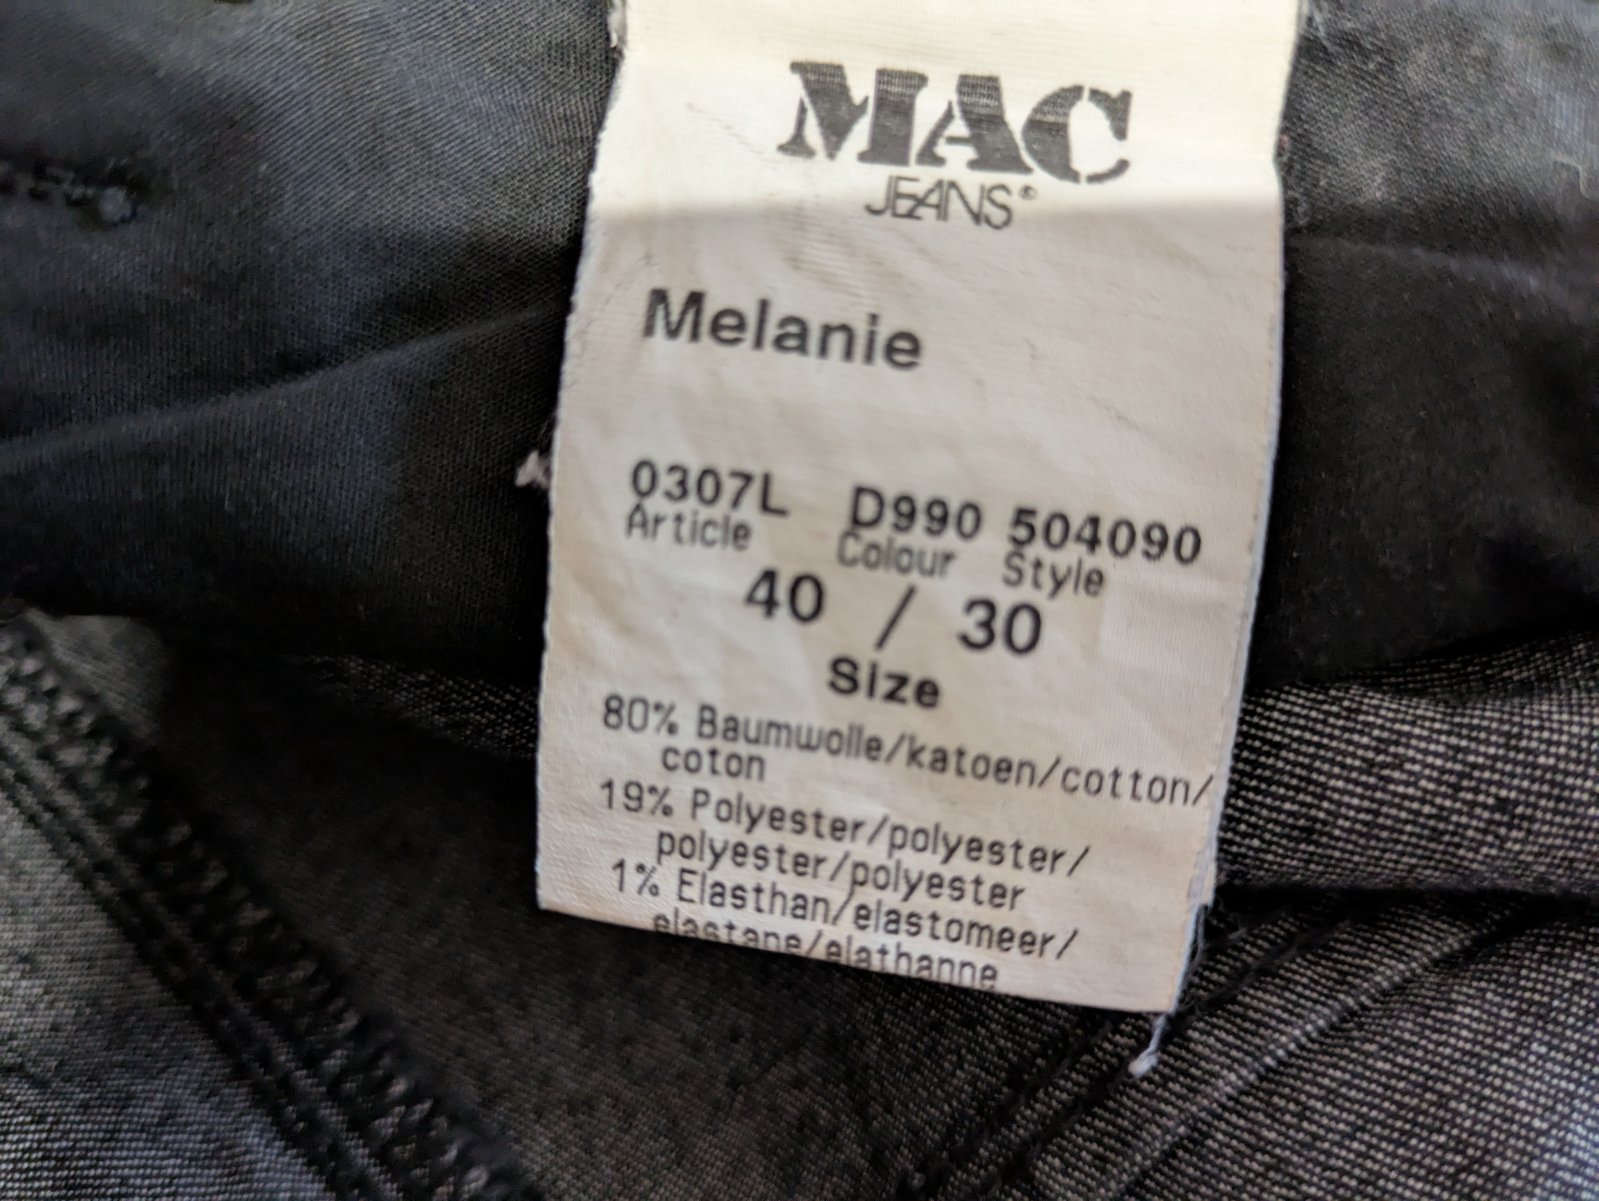 MAC
JEANS®
Melanie
0307L D990 504090
Article Colour Style
40 / 30
Size
80% Baumwolle/katoen/cotton/
coton
19% Polyester/polyester/
polyester/polyester
1% Elasthan/elastomeer/
elastane/elathanne